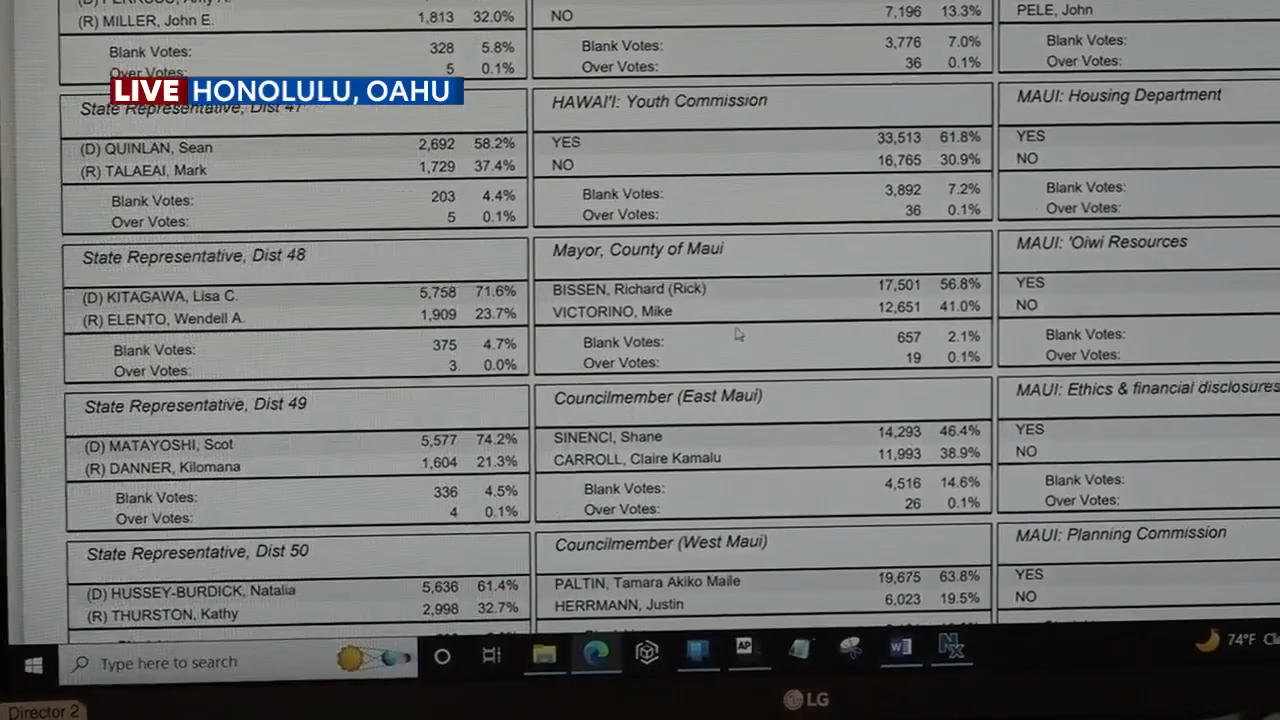 (R) MILLER, John E. 1,813 32.0%
Blank Votes: 328 5.8%
Over Votes: 5 0.1%
LIVE HONOLULU, OAHU
State Representative, Dist 47
(D) QUINLAN, Sean 2,692 58.2%
(R) TALAEAI, Mark 1,729 37.4%
Blank Votes: 203 4.4%
Over Votes: 5 0.1%
State Representative, Dist 48
(D) KITAGAWA, Lisa C. 5,758 71.6%
(R) ELENTO, Wendell A. 1,909 23.7%
Blank Votes: 375 4.7%
Over Votes: 3 0.0%
State Representative, Dist 49
(D) MATAYOSHI, Scot 5,577 74.2%
(R) DANNER, Kilomana 1,604 21.3%
Blank Votes: 336 4.5%
Over Votes: 4 0.1%
State Representative, Dist 50
(D) HUSSEY-BURDICK, Natalia 5,636 61.4%
(R) THURSTON, Kathy 2,998 32.7%
NO 7,196 13.3%
Blank Votes: 3,776 7.0%
Over Votes: 36 0.1%
HAWAI'I: Youth Commission
YES 33,513 61.8%
NO 16,765 30.9%
Blank Votes: 3,892 7.2%
Over Votes: 36 0.1%
Mayor, County of Maui
BISSEN, Richard (Rick) 17,501 56.8%
VICTORINO, Mike 12,651 41.0%
Blank Votes: 657 2.1%
Over Votes: 19 0.1%
Councilmember (East Maui)
SINENCI, Shane 14,293 46.4%
CARROLL, Claire Kamalu 11,993 38.9%
Blank Votes: 4,516 14.6%
Over Votes: 26 0.1%
Councilmember (West Maui)
PALTIN, Tamara Akiko Maile 19,675 63.8%
HERRMANN, Justin 6,023 19.5%
PELE, John
Blank Votes:
Over Votes:
MAUI: Housing Department
YES
NO
Blank Votes:
Over Votes:
MAUI: 'Oiwi Resources
YES
NO
Blank Votes:
Over Votes:
MAUI: Ethics & financial disclosures
YES
NO
Blank Votes:
Over Votes:
MAUI: Planning Commission
YES
NO
Type here to search
AP
W
74°F
LG
Director 2